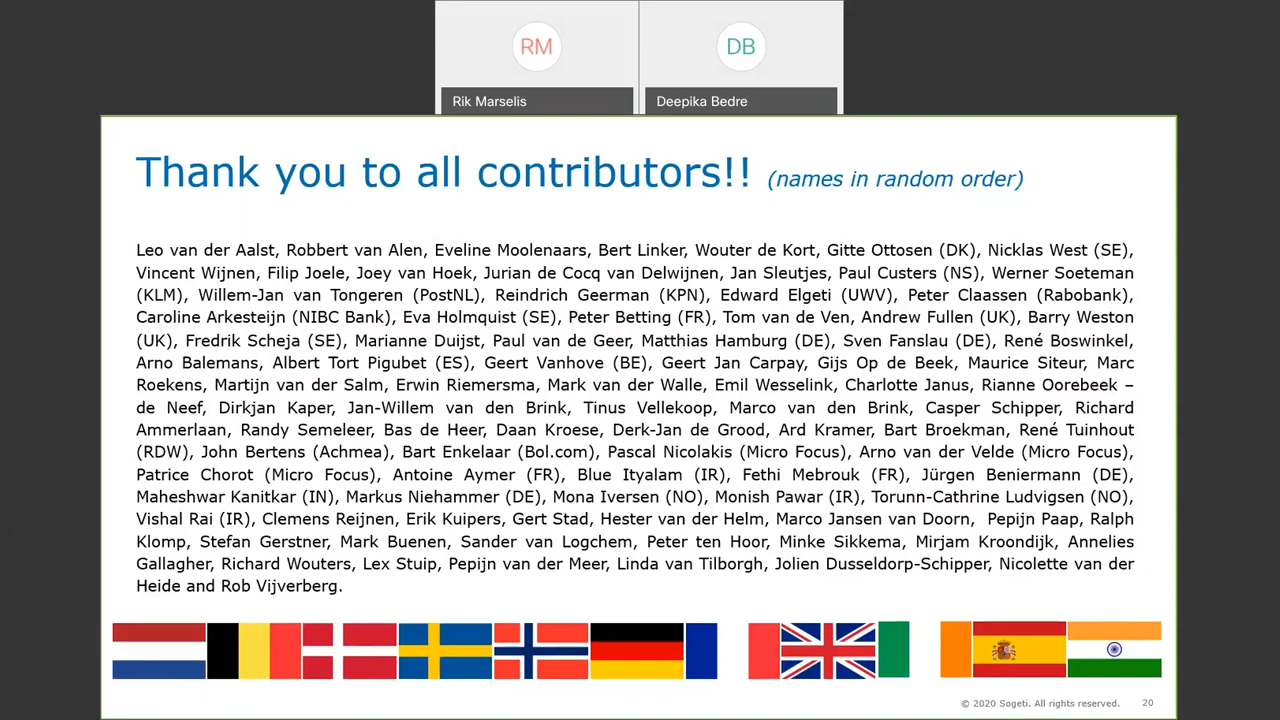 RM
DB
Rik Marselis
Deepika Bedre
Thank you to all contributors!! (names in random order)
Leo van der Aalst, Robbert van Alen, Eveline Moolenaars, Bert Linker, Wouter de Kort, Gitte Ottosen (DK), Nicklas West (SE),
Vincent Wijnen, Filip Joele, Joey van Hoek, Jurian de Cocq van Delwijnen, Jan Sleutjes, Paul Custers (NS), Werner Soeteman
(KLM), Willem-Jan van Tongeren (PostNL), Reindrich Geerman (KPN), Edward Elgeti (UWV), Peter Claassen (Rabobank),
Caroline Arkesteijn (NIBC Bank), Eva Holmquist (SE), Peter Betting (FR), Tom van de Ven, Andrew Fullen (UK), Barry Weston
(UK), Fredrik Scheja (SE), Marianne Duijst, Paul van de Geer, Matthias Hamburg (DE), Sven Fanslau (DE), René Boswinkel,
Arno Balemans, Albert Tort Pigubet (ES), Geert Vanhove (BE), Geert Jan Carpay, Gijs Op de Beek, Maurice Siteur, Marc
Roekens, Martijn van der Salm, Erwin Riemersma, Mark van der Walle, Emil Wesselink, Charlotte Janus, Rianne Oorebeek –
de Neef, Dirkjan Kaper, Jan-Willem van den Brink, Tinus Vellekoop, Marco van den Brink, Casper Schipper, Richard
Ammerlaan, Randy Semeleer, Bas de Heer, Daan Kroese, Derk-Jan de Grood, Ard Kramer, Bart Broekman, René Tuinhout
(RDW), John Bertens (Achmea), Bart Enkelaar (Bol.com), Pascal Nicolakis (Micro Focus), Arno van der Velde (Micro Focus),
Patrice Chorot (Micro Focus), Antoine Aymer (FR), Blue Ityalam (IR), Fethi Mebrouk (FR), Jürgen Beniermann (DE),
Maheshwar Kanitkar (IN), Markus Niehammer (DE), Mona Iversen (NO), Monish Pawar (IR), Torunn-Cathrine Ludvigsen (NO),
Vishal Rai (IR), Clemens Reijnen, Erik Kuipers, Gert Stad, Hester van der Helm, Marco Jansen van Doorn, Pepijn Paap, Ralph
Klomp, Stefan Gerstner, Mark Buenen, Sander van Logchem, Peter ten Hoor, Minke Sikkema, Mirjam Kroondijk, Annelies
Gallagher, Richard Wouters, Lex Stuip, Pepijn van der Meer, Linda van Tilborgh, Jolien Dusseldorp-Schipper, Nicolette van der
Heide and Rob Vijverberg.
© 2020 Sogeti. All rights reserved. 20